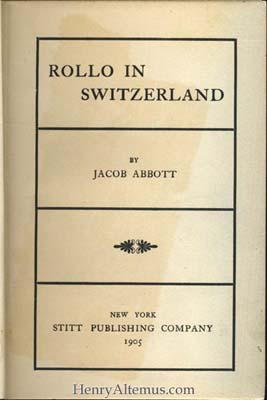 ROLLO IN
SWITZERLAND
BY
JACOB ABBOTT
NEW YORK
STITT PUBLISHING COMPANY
1905
HenryAltemus.com